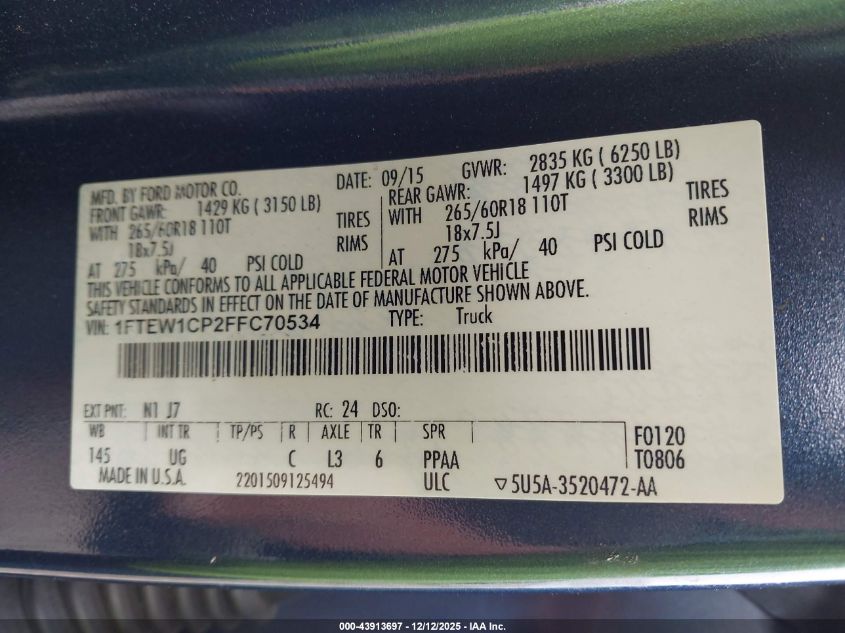 MFD. BY FORD MOTOR CO. DATE: 09/15 GVWR: 2835 KG ( 6250 LB)
FRONT GAWR: 1429 KG ( 3150 LB) REAR GAWR: 1497 KG ( 3300 LB)
WITH 265/60R18 110T TIRES WITH 265/60R18 110T TIRES
18x7.5J RIMS 18x7.5J RIMS
AT 275 kPa/ 40 PSI COLD AT 275 kPa/ 40 PSI COLD
THIS VEHICLE CONFORMS TO ALL APPLICABLE FEDERAL MOTOR VEHICLE
SAFETY STANDARDS IN EFFECT ON THE DATE OF MANUFACTURE SHOWN ABOVE.
VIN: 1FTEW1CP2FFC70534 TYPE: Truck
EXT PNT: N1 J7 RC: 24 DSO:
WB INT TR TP/PS R AXLE TR SPR F0120
145 UG C L3 6 PPAA T0806
MADE IN U.S.A. 2201509125494 ULC ▽5U5A-3520472-AA
000-43913697 - 12/12/2025 - IAA Inc.